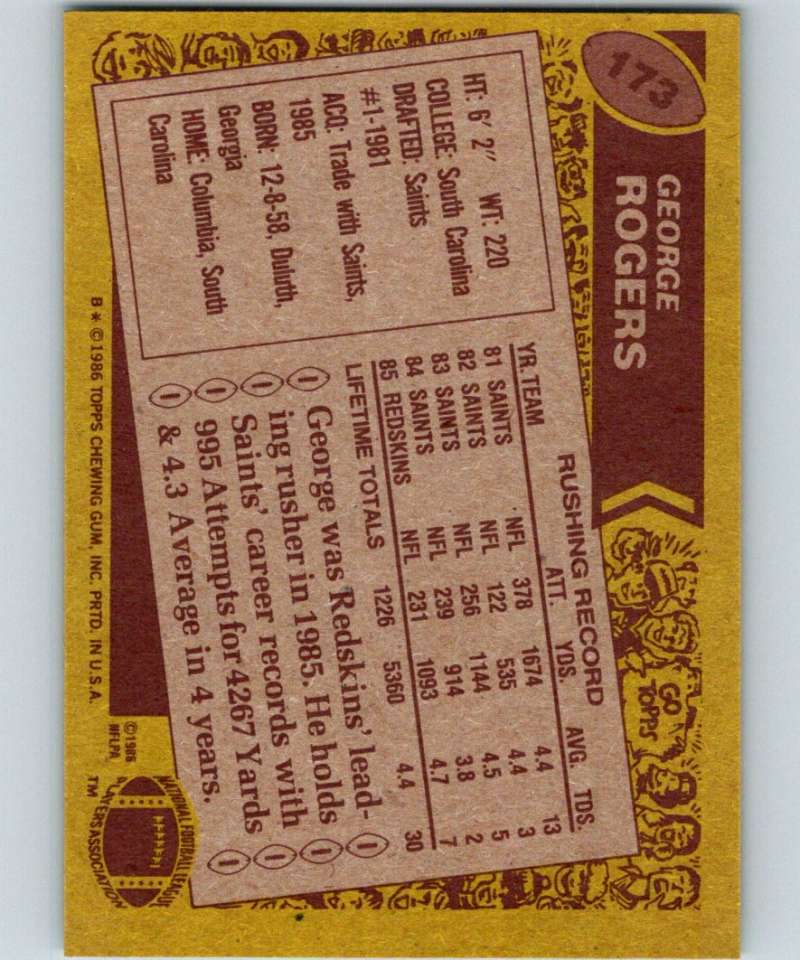 173
GEORGE
ROGERS
GO
TOPPS
HT: 6' 2" WT: 220
COLLEGE: South Carolina
DRAFTED: Saints
#1-1981
ACQ: Trade with Saints,
1985
BORN: 12-8-58, Duluth,
Georgia
HOME: Columbia, South
Carolina
RUSHING RECORD
YR. TEAM ATT. YDS. AVG. TDS.
81 SAINTS NFL 378 1674 4.4 13
82 SAINTS NFL 122 535 4.4 3
83 SAINTS NFL 256 1144 4.5 5
84 SAINTS NFL 239 914 3.8 2
85 REDSKINS NFL 231 1093 4.7 7
LIFETIME TOTALS 1226 5360 4.4 30
George was Redskins' lead-
ing rusher in 1985. He holds
Saints' career records with
995 Attempts for 4267 Yards
& 4.3 Average in 4 years.
B * © 1986 TOPPS CHEWING GUM, INC. PRTD. IN U.S.A.
© 1986
NFLPA
NATIONAL FOOTBALL LEAGUE
PLAYERS ASSOCIATION
TM